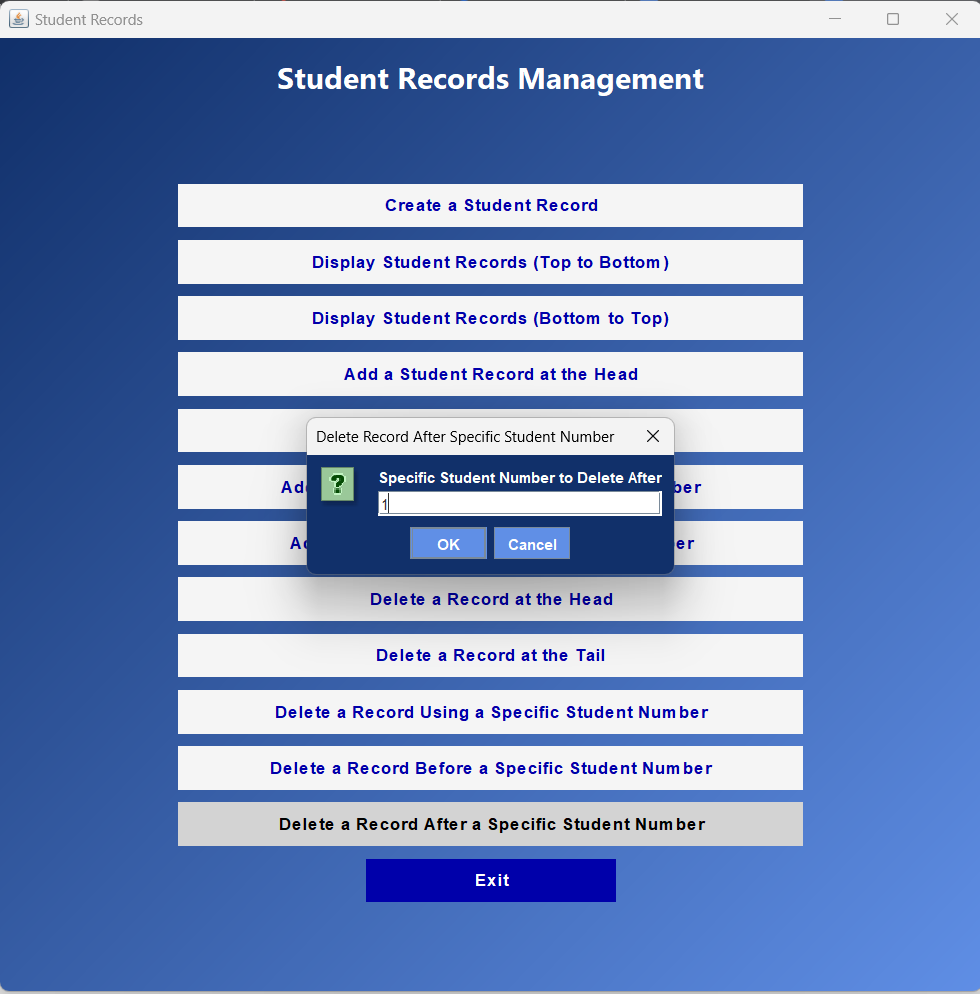 Student Records
Student Records Management
Create a Student Record
Display Student Records (Top to Bottom)
Display Student Records (Bottom to Top)
Add a Student Record at the Head
Delete Record After Specific Student Number
Specific Student Number to Delete After
1
OK Cancel
Delete a Record at the Head
Delete a Record at the Tail
Delete a Record Using a Specific Student Number
Delete a Record Before a Specific Student Number
Delete a Record After a Specific Student Number
Exit